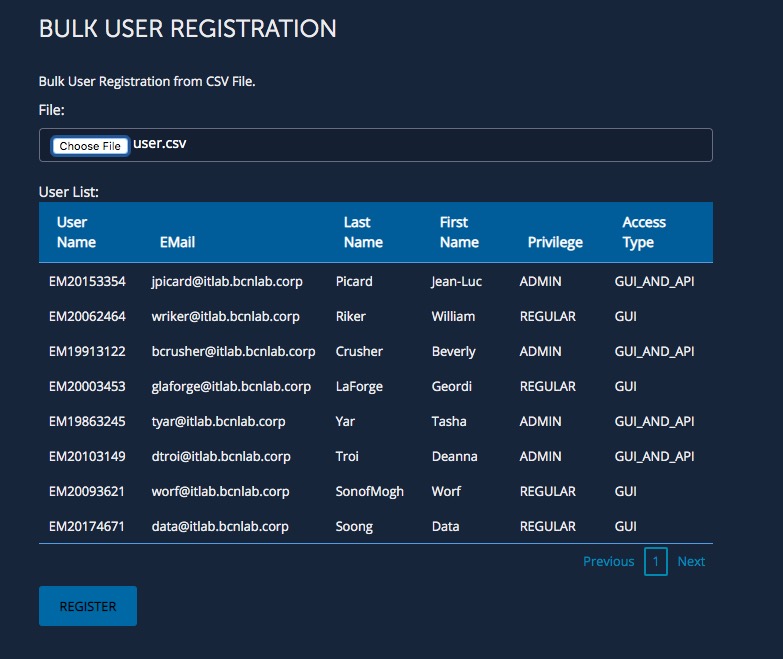 BULK USER REGISTRATION
Bulk User Registration from CSV File.
File:
Choose File user.csv
User List:
User Name EMail Last Name First Name Privilege Access Type
EM20153354 jpicard@itlab.bcnlab.corp Picard Jean-Luc ADMIN GUI_AND_API
EM20062464 wriker@itlab.bcnlab.corp Riker William REGULAR GUI
EM19913122 bcrusher@itlab.bcnlab.corp Crusher Beverly ADMIN GUI_AND_API
EM20003453 glaforge@itlab.bcnlab.corp LaForge Geordi REGULAR GUI
EM19863245 tyar@itlab.bcnlab.corp Yar Tasha ADMIN GUI_AND_API
EM20103149 dtroi@itlab.bcnlab.corp Troi Deanna ADMIN GUI_AND_API
EM20093621 worf@itlab.bcnlab.corp SonofMogh Worf REGULAR GUI
EM20174671 data@itlab.bcnlab.corp Soong Data REGULAR GUI
Previous 1 Next
REGISTER